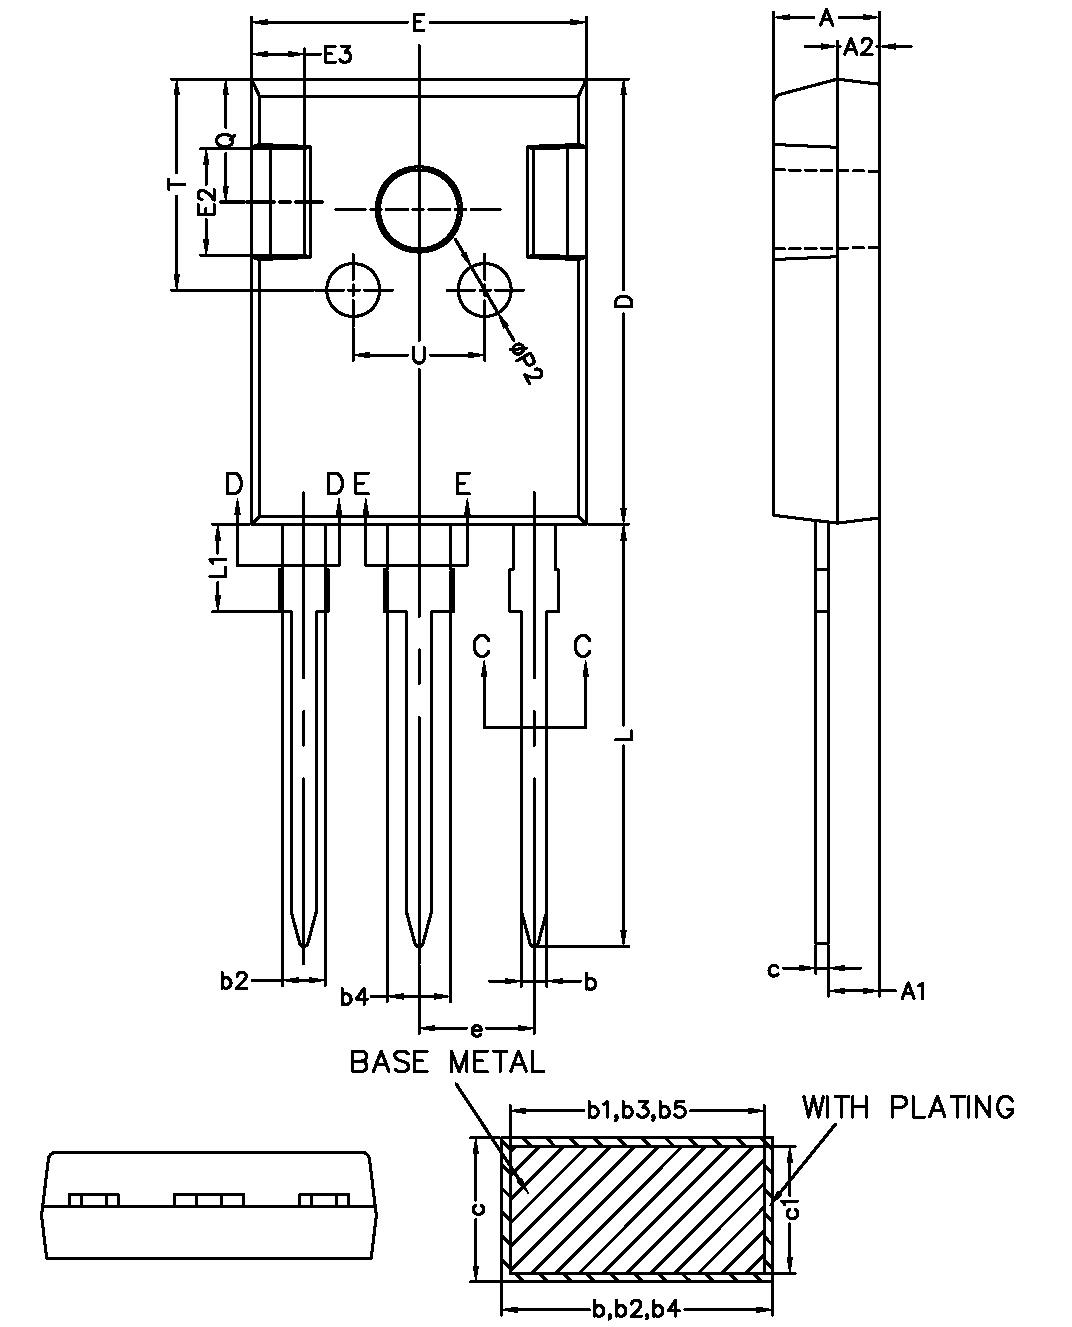 E
A
E3
A2
Q
T
E2
D
U
øP2
D
D
E
E
L1
C
C
L
b2
b4
b
c
A1
e
BASE METAL
b1,b3,b5
WITH PLATING
c
c1
b,b2,b4